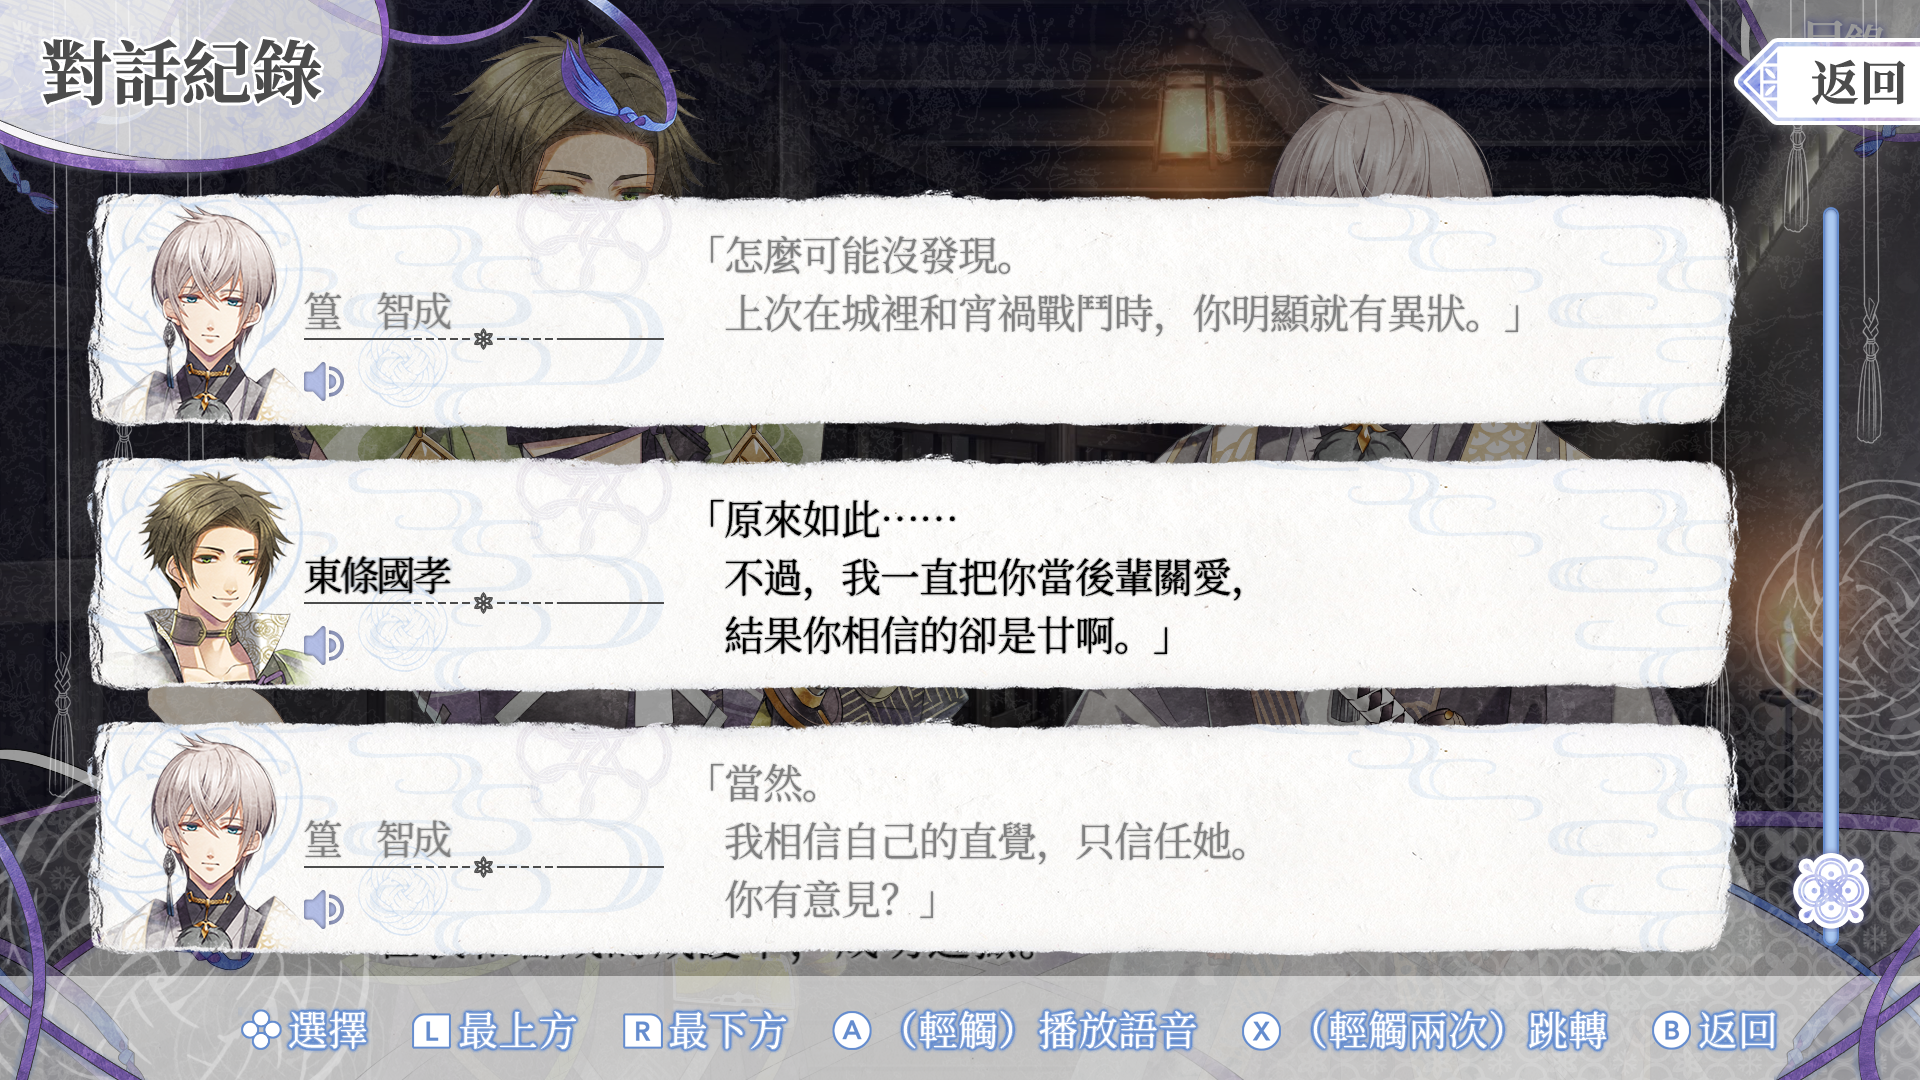 對話紀錄
返回
篁　智成
「怎麼可能沒發現。
上次在城裡和宵禍戰鬥時，你明顯就有異狀。」
東條國孝
「原來如此……
不過，我一直把你當後輩關愛，
結果你相信的卻是廿啊。」
篁　智成
「當然。
我相信自己的直覺，只信任她。
你有意見？」
選擇
L 最上方
R 最下方
A （輕觸）播放語音
X （輕觸兩次）跳轉
B 返回